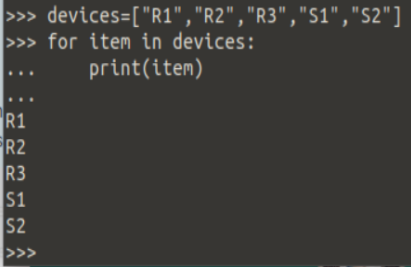 >>> devices=["R1","R2","R3","S1","S2"]
>>> for item in devices:
...     print(item)
...
R1
R2
R3
S1
S2
>>>